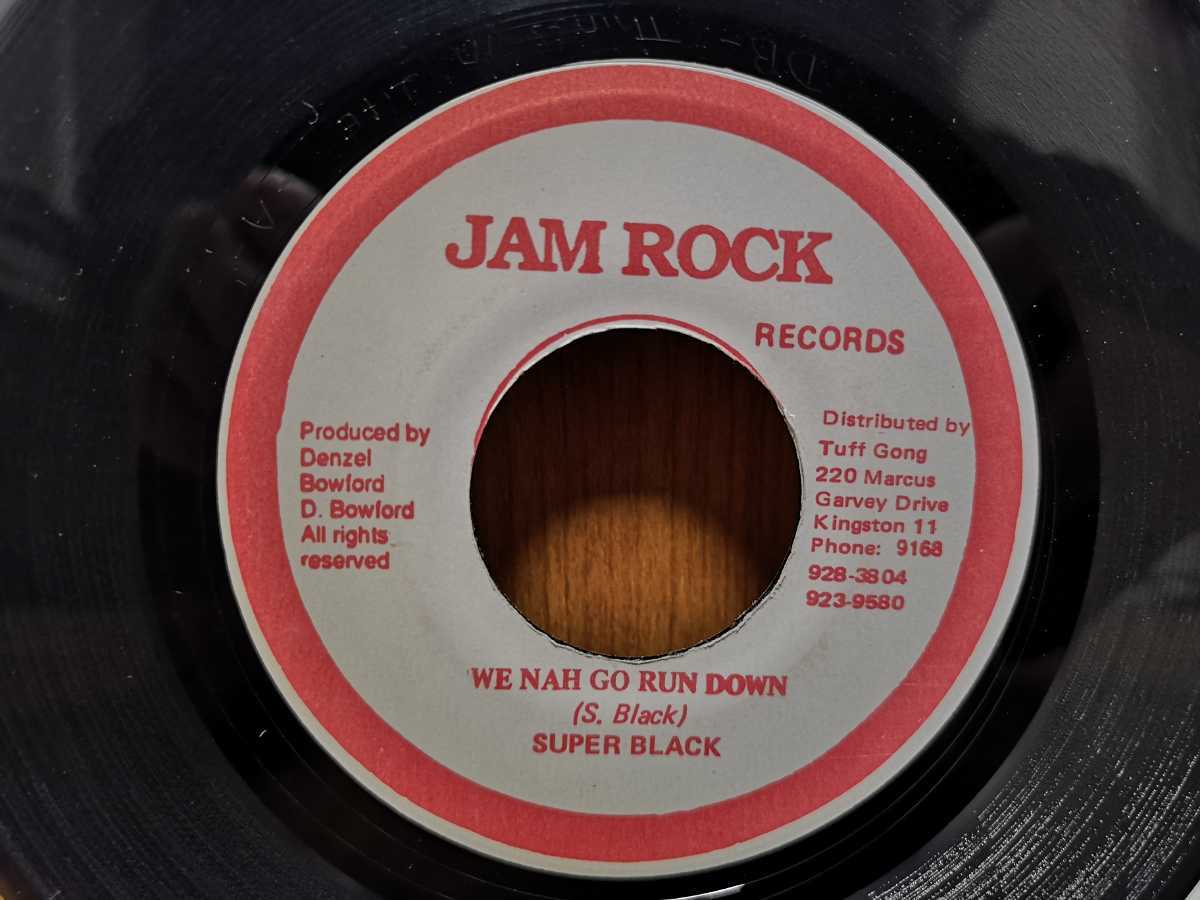 JAM ROCK
RECORDS
Produced by
Denzel
Bowford
D. Bowford
All rights
reserved
Distributed by
Tuff Gong
220 Marcus
Garvey Drive
Kingston 11
Phone: 9168
928-3804
923-9580
WE NAH GO RUN DOWN
(S. Black)
SUPER BLACK
DB-
A